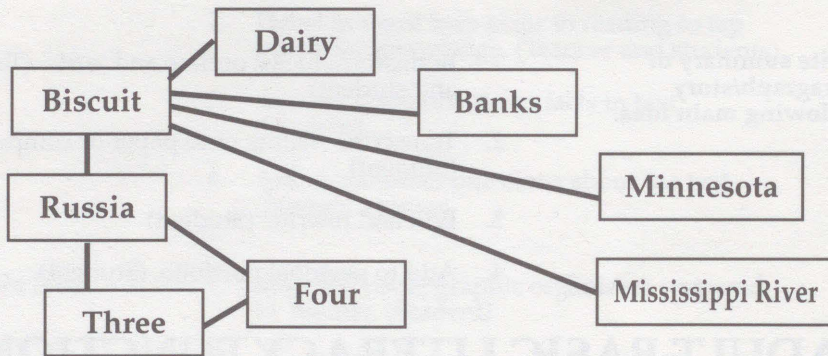 Dairy
Biscuit
Banks
Minnesota
Russia
Mississippi River
Four
Three